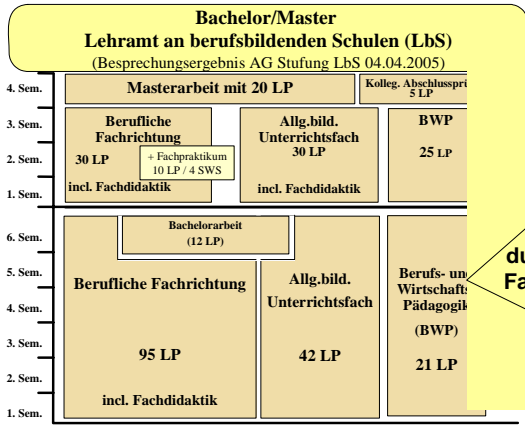 Bachelor/Master
Lehramt an berufsbildenden Schulen (LbS)
(Besprechungsergebnis AG Stufung LbS 04.04.2005)
4. Sem.
Masterarbeit mit 20 LP
Kolleg. Abschlussprü
5 LP
3. Sem.
2. Sem.
1. Sem.
Berufliche
Fachrichtung
30 LP
+ Fachpraktikum
10 LP / 4 SWS
incl. Fachdidaktik
Allg.bild.
Unterrichtsfach
30 LP
incl. Fachdidaktik
BWP
25 LP
6. Sem.
5. Sem.
4. Sem.
3. Sem.
2. Sem.
1. Sem.
Bachelorarbeit
(12 LP)
Berufliche Fachrichtung
95 LP
incl. Fachdidaktik
Allg.bild.
Unterrichtsfach
42 LP
Berufs- un
Wirtschafts
Pädagogik
(BWP)
21 LP
du
Fa